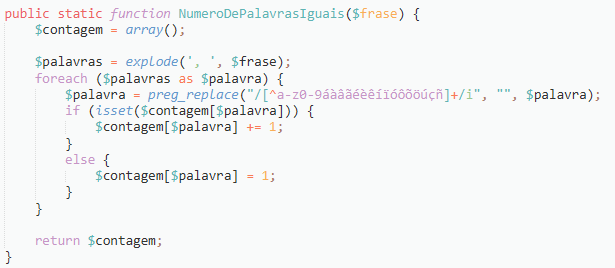 public static function NumeroDePalavrasIguais($frase) {
    $contagem = array();

    $palavras = explode(', ', $frase);
    foreach ($palavras as $palavra) {
        $palavra = preg_replace("/[^a-z0-9áàâãéèêíïóôõöúçñ]+/i", "", $palavra);
        if (isset($contagem[$palavra])) {
            $contagem[$palavra] += 1;
        }
        else {
            $contagem[$palavra] = 1;
        }
    }

    return $contagem;
}